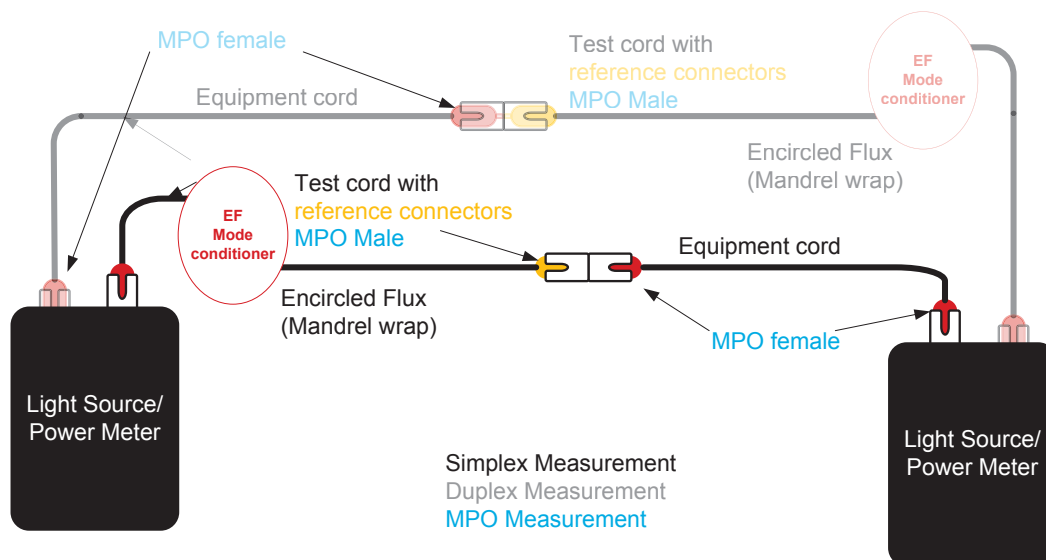 MPO female
Test cord with
reference connectors
MPO Male
EF
Mode
conditioner
Equipment cord
Encircled Flux
(Mandrel wrap)
Test cord with
reference connectors
MPO Male
EF
Mode
conditioner
Equipment cord
Encircled Flux
(Mandrel wrap)
MPO female
Light Source/
Power Meter
Light Source/
Power Meter
Simplex Measurement
Duplex Measurement
MPO Measurement